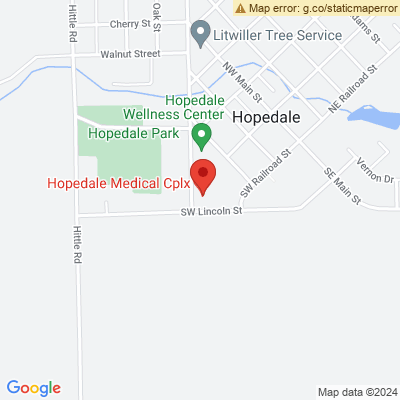 Map error: g.co/staticmaperror
Cherry St
Oak St
Hittle Rd
Litwiller Tree Service
dams St
Walnut Street
NW Main St
Hopedale
Wellness Center
Hopedale
NE Railroad St
Hopedale Park
Vernon Dr
Hopedale Medical Cplx
SW Railroad St
SE Main St
SW Lincoln St
Hittle Rd
Google
Map data ©2024